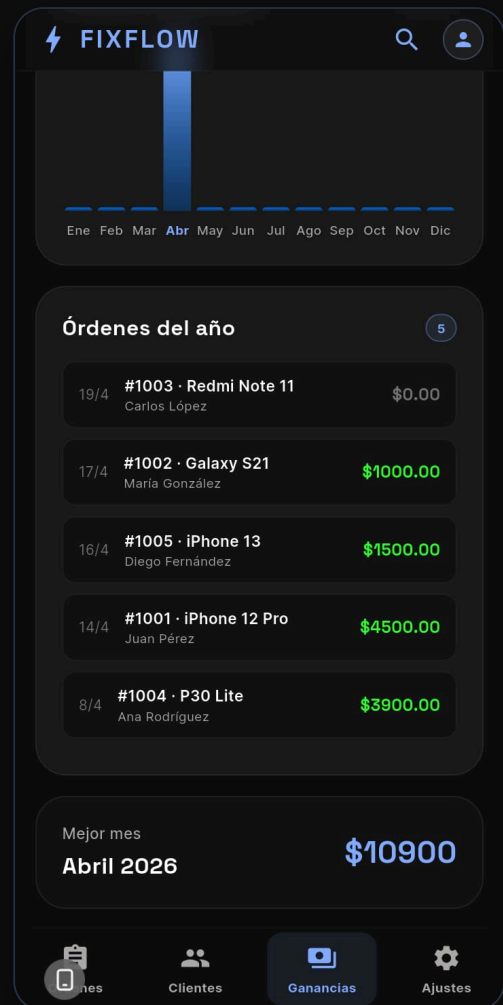 FIXFLOW
Ene Feb Mar Abr May Jun Jul Ago Sep Oct Nov Dic
Órdenes del año
5
19/4
#1003 · Redmi Note 11
Carlos López
$0.00
17/4
#1002 · Galaxy S21
María González
$1000.00
16/4
#1005 · iPhone 13
Diego Fernández
$1500.00
14/4
#1001 · iPhone 12 Pro
Juan Pérez
$4500.00
8/4
#1004 · P30 Lite
Ana Rodríguez
$3900.00
Mejor mes
Abril 2026
$10900
Clientes
Ganancias
Ajustes